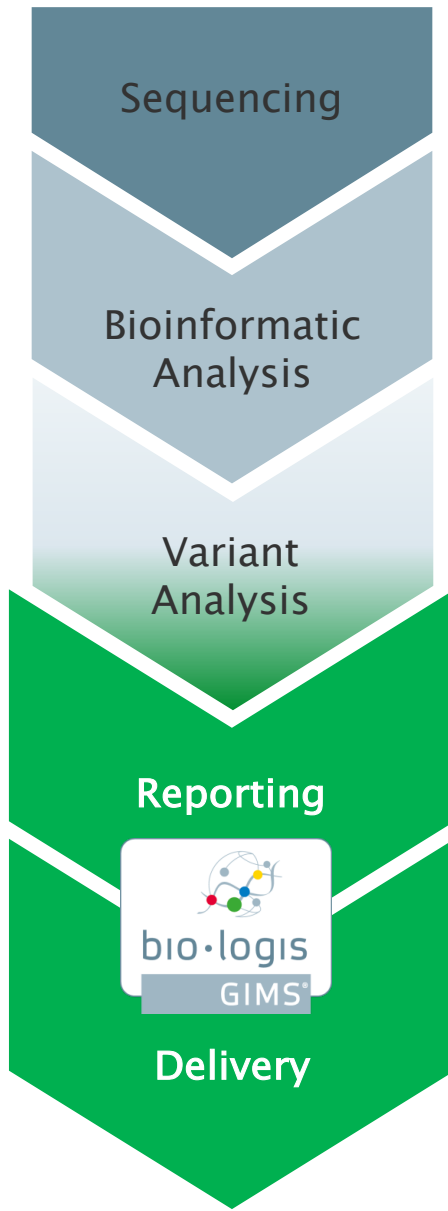 Sequencing
Bioinformatic
Analysis
Variant
Analysis
Reporting
bio·logis
GIMS®
Delivery